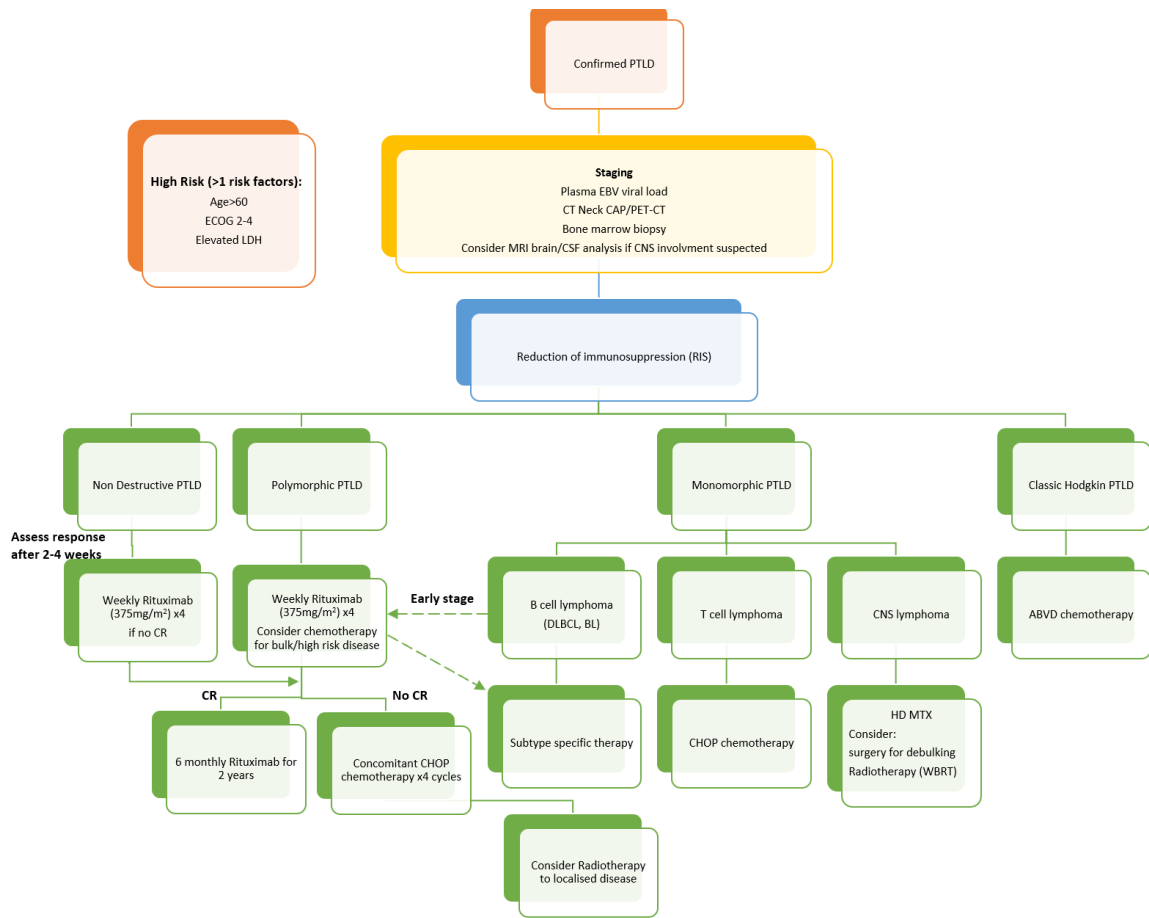 Confirmed PTLD
High Risk (>1 risk factors):
Age>60
ECOG 2-4
Elevated LDH
Staging
Plasma EBV viral load
CT Neck CAP/PET-CT
Bone marrow biopsy
Consider MRI brain/CSF analysis if CNS involvment suspected
Reduction of immunosuppression (RIS)
Non Destructive PTLD
Polymorphic PTLD
Monomorphic PTLD
Classic Hodgkin PTLD
Assess response
after 2-4 weeks
Weekly Rituximab
(375mg/m²) x4
if no CR
Weekly Rituximab
(375mg/m²) x4
Consider chemotherapy
for bulk/high risk disease
Early stage
B cell lymphoma
(DLBCL, BL)
T cell lymphoma
CNS lymphoma
ABVD chemotherapy
CR
No CR
6 monthly Rituximab for
2 years
Concomitant CHOP
chemotherapy x4 cycles
Subtype specific therapy
CHOP chemotherapy
HD MTX
Consider:
surgery for debulking
Radiotherapy (WBRT)
Consider Radiotherapy
to localised disease